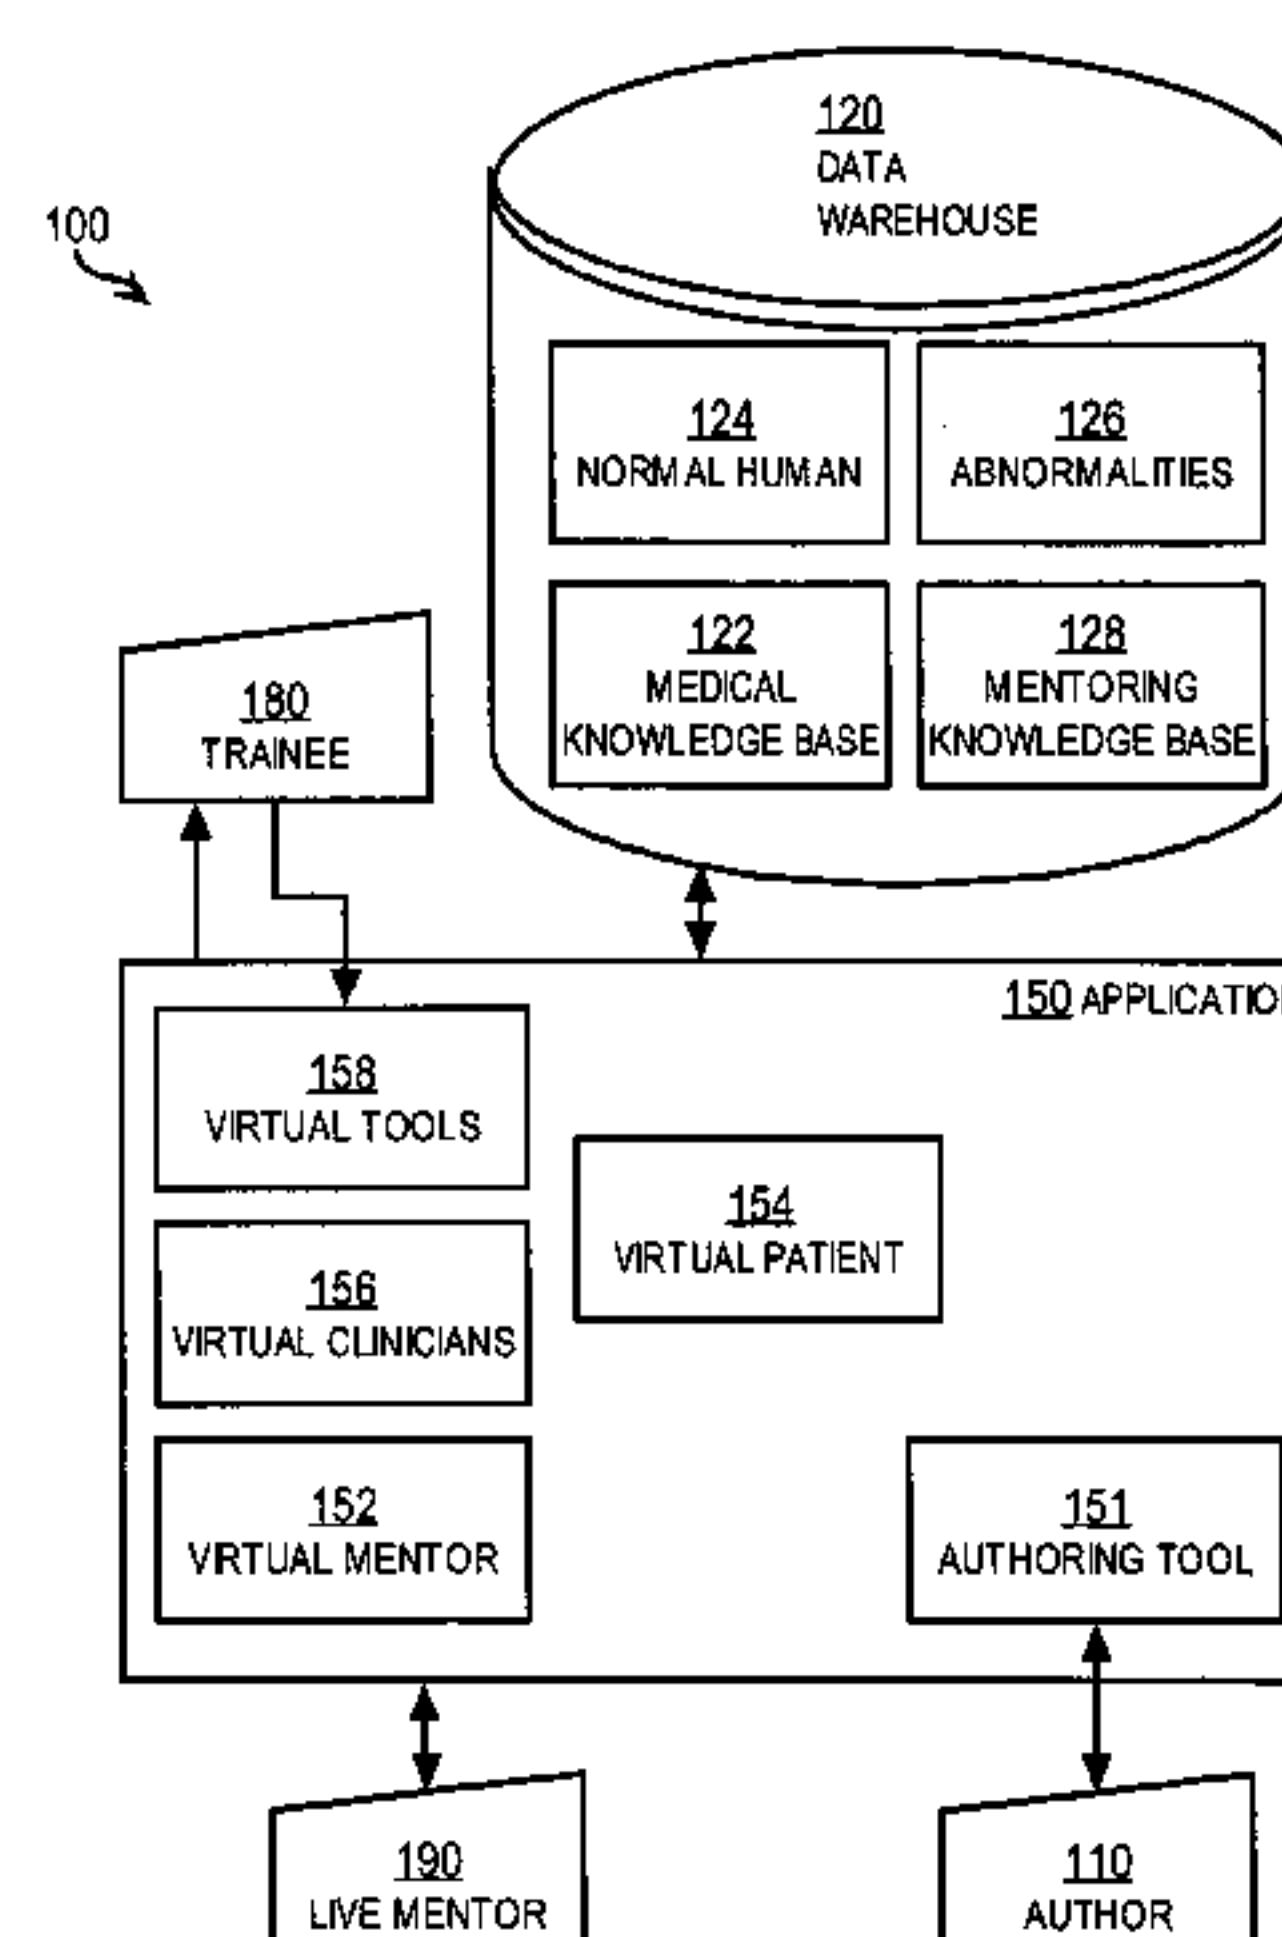 120
DATA
WAREHOUSE
100
124
NORMAL HUMAN
126
ABNORMALITIES
122
MEDICAL
KNOWLEDGE BASE
128
MENTORING
KNOWLEDGE BASE
180
TRAINEE
150 APPLICATION
158
VIRTUAL TOOLS
154
VIRTUAL PATIENT
156
VIRTUAL CLINICIANS
152
VIRTUAL MENTOR
151
AUTHORING TOOL
190
LIVE MENTOR
110
AUTHOR